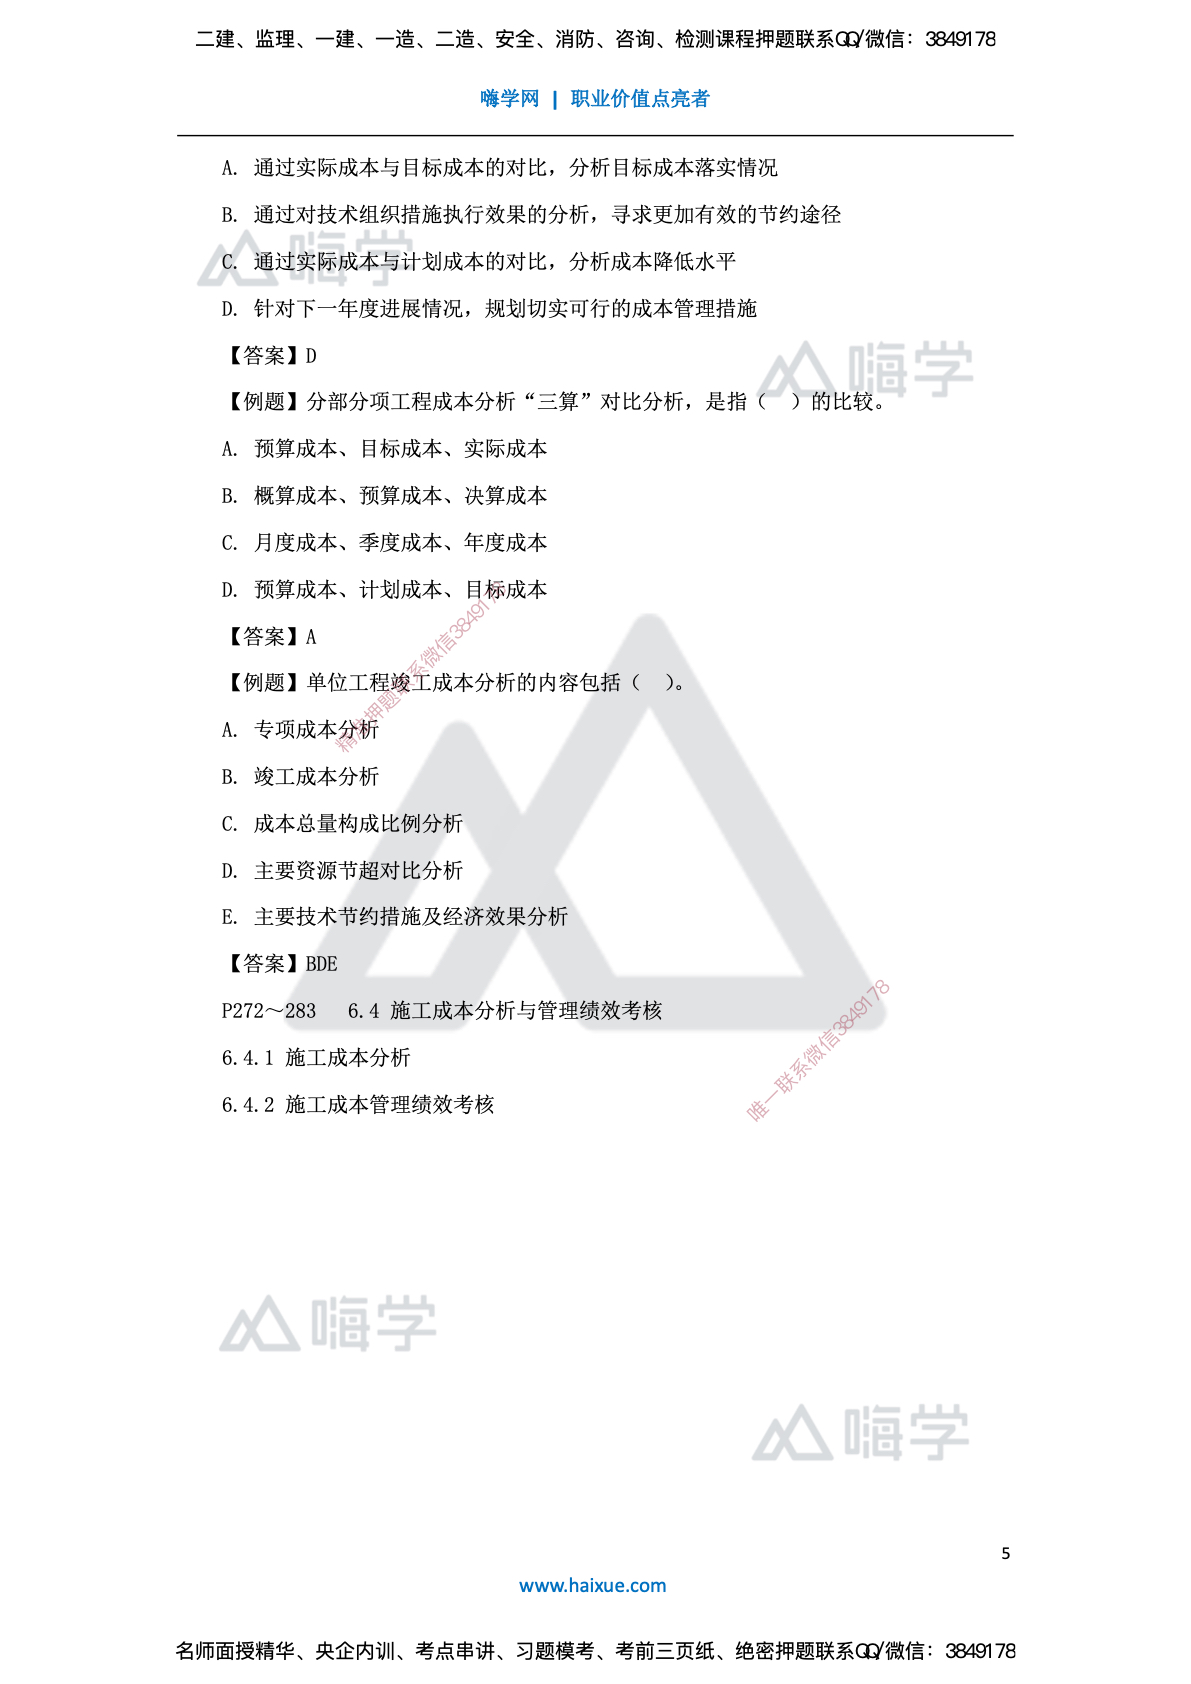 二建、监理、一建、一造、二造、安全、消防、咨询、检测课程押题联系QQ/微信：3849178
嗨学网 | 职业价值点亮者
A. 通过实际成本与目标成本的对比，分析目标成本落实情况
B. 通过对技术组织措施执行效果的分析，寻求更加有效的节约途径
嗨学
C. 通过实际成本与计划成本的对比，分析成本降低水平
D. 针对下一年度进展情况，规划切实可行的成本管理措施
【答案】D
嗨学
【例题】分部分项工程成本分析“三算”对比分析，是指（ ）的比较。
A. 预算成本、目标成本、实际成本
B. 概算成本、预算成本、决算成本
C. 月度成本、季度成本、年度成本
D. 预算成本、计划成本、目标成本
【答案】A
精准押题联系微信3849178
【例题】单位工程竣工成本分析的内容包括（ ）。
A. 专项成本分析
B. 竣工成本分析
C. 成本总量构成比例分析
D. 主要资源节超对比分析
E. 主要技术节约措施及经济效果分析
【答案】BDE
P272～283 6.4 施工成本分析与管理绩效考核
6.4.1 施工成本分析
唯一联系微信3849178
6.4.2 施工成本管理绩效考核
嗨学
嗨学
5
www.haixue.com
名师面授精华、央企内训、考点串讲、习题模考、考前三页纸、绝密押题联系QQ/微信：3849178